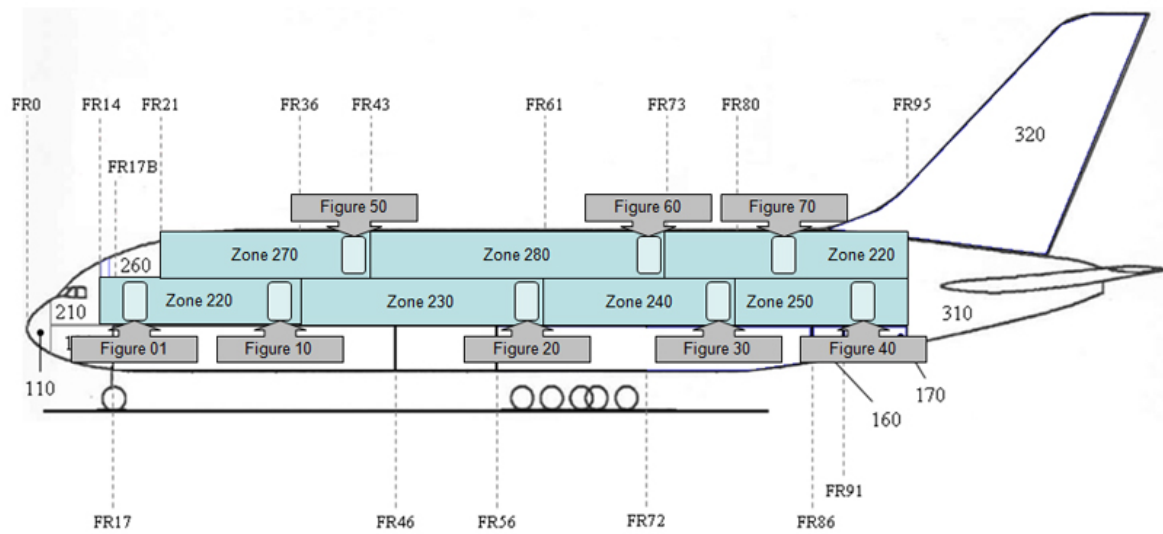 320
FR0
FR14
FR21
FR36
FR43
FR61
FR73
FR80
FR95
FR17B
Figure 50
Figure 60
Figure 70
260
Zone 270
Zone 280
Zone 220
210
Zone 220
Zone 230
Zone 240
Zone 250
310
Figure 01
Figure 10
Figure 20
Figure 30
Figure 40
110
170
160
FR91
FR17
FR46
FR56
FR72
FR86